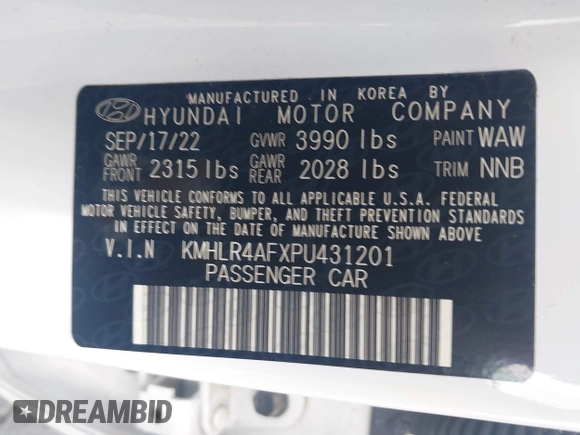 MANUFACTURED IN KOREA BY
HYUNDAI MOTOR COMPANY
SEP/17/22 GVWR 3990 lbs PAINT WAW
GAWR FRONT 2315 lbs GAWR REAR 2028 lbs TRIM NNB
THIS VEHICLE CONFORMS TO ALL APPLICABLE U.S.A. FEDERAL
MOTOR VEHICLE SAFETY, BUMPER, AND THEFT PREVENTION STANDARDS
IN EFFECT ON THE DATE OF MANUFACTURE SHOWN ABOVE
V.I.N KMHLR4AFXPU431201
PASSENGER CAR
DREAMBID